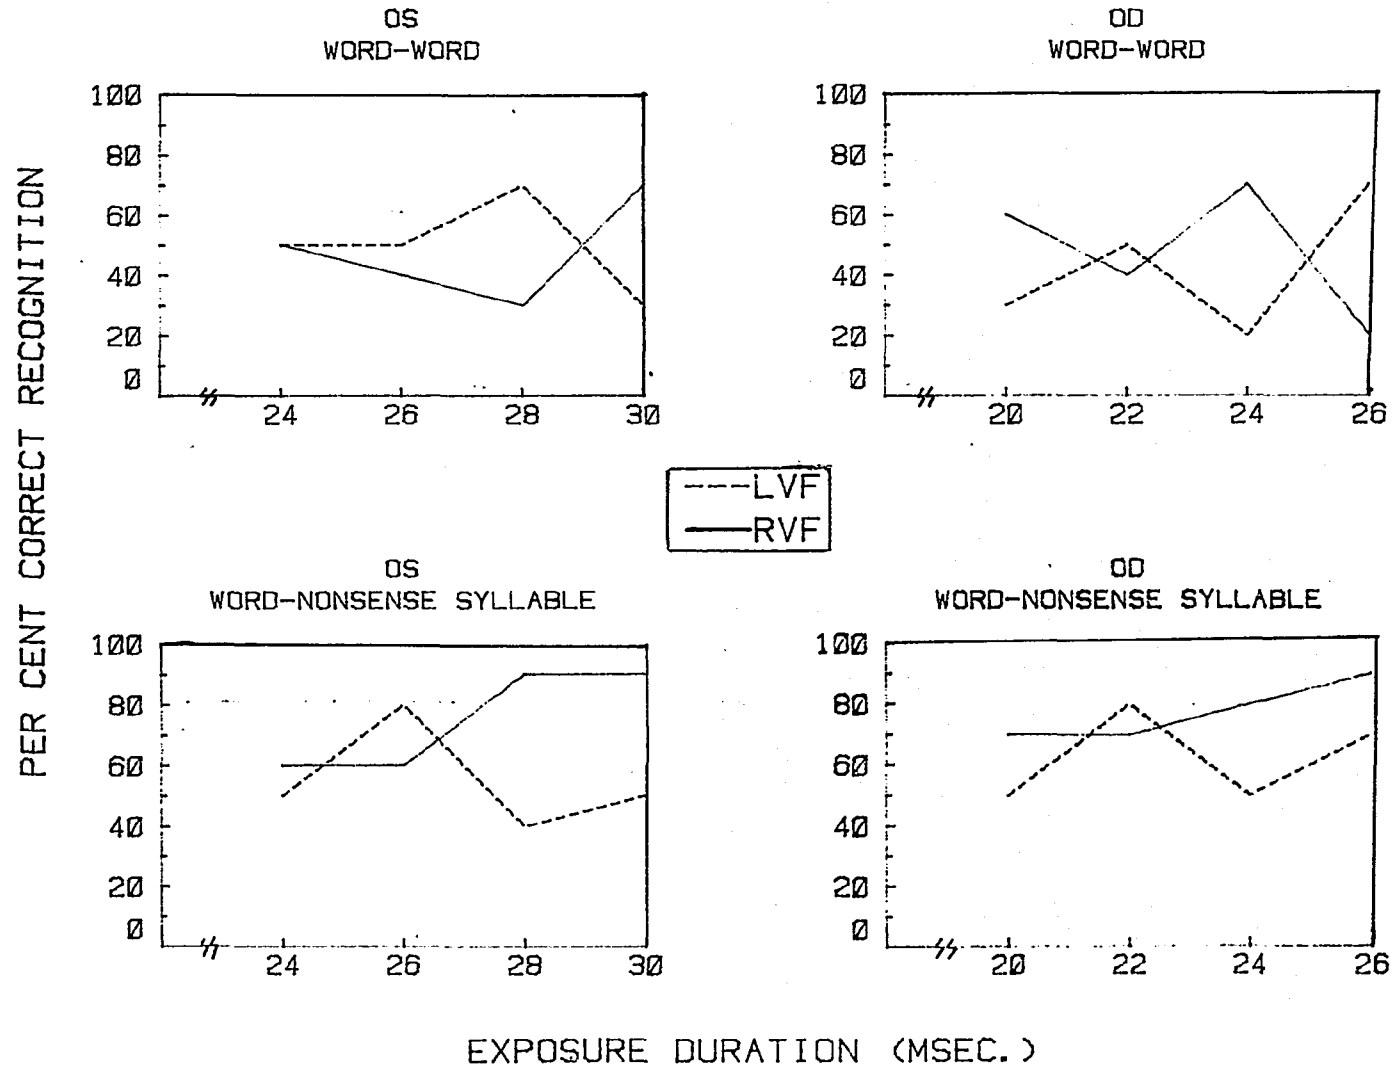 OS
WORD-WORD
OD
WORD-WORD
100
80
60
40
20
0
24 26 28 30
100
80
60
40
20
0
20 22 24 26
PER CENT CORRECT RECOGNITION
LVF
RVF
OS
WORD-NONSENSE SYLLABLE
OD
WORD-NONSENSE SYLLABLE
100
80
60
40
20
0
24 26 28 30
100
80
60
40
20
0
20 22 24 26
EXPOSURE DURATION (MSEC.)